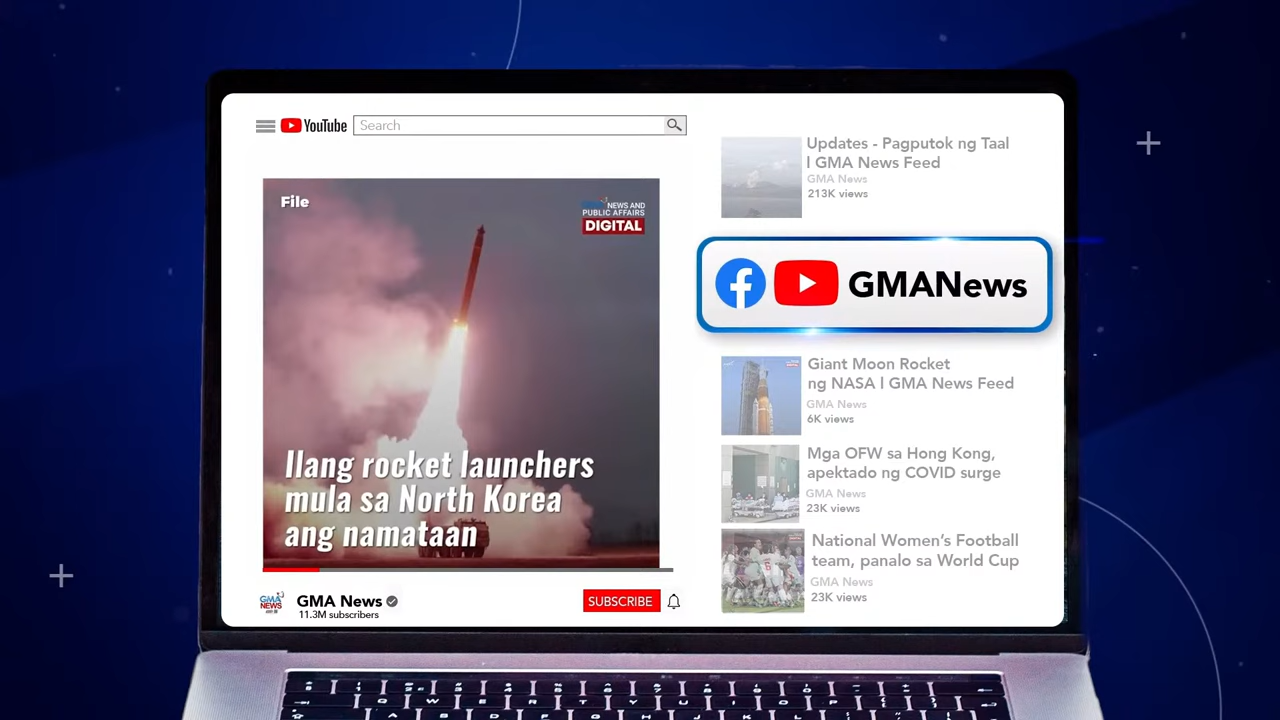 YouTube
Search
File
NEWS AND
PUBLIC AFFAIRS
DIGITAL
Ilang rocket launchers
mula sa North Korea
ang namataan
GMA
NEWS
GMA News
11.3M subscribers
SUBSCRIBE
Updates - Pagputok ng Taal
l GMA News Feed
GMA News
213K views
GMANews
Giant Moon Rocket
ng NASA l GMA News Feed
GMA News
6K views
Mga OFW sa Hong Kong,
apektado ng COVID surge
GMA News
23K views
National Women's Football
team, panalo sa World Cup
GMA News
23K views